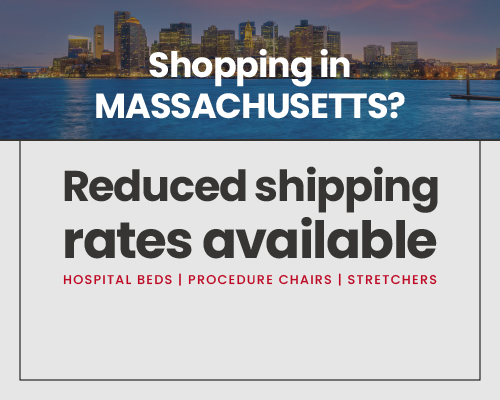 Shopping in
MASSACHUSETTS?
Reduced shipping
rates available
HOSPITAL BEDS | PROCEDURE CHAIRS | STRETCHERS